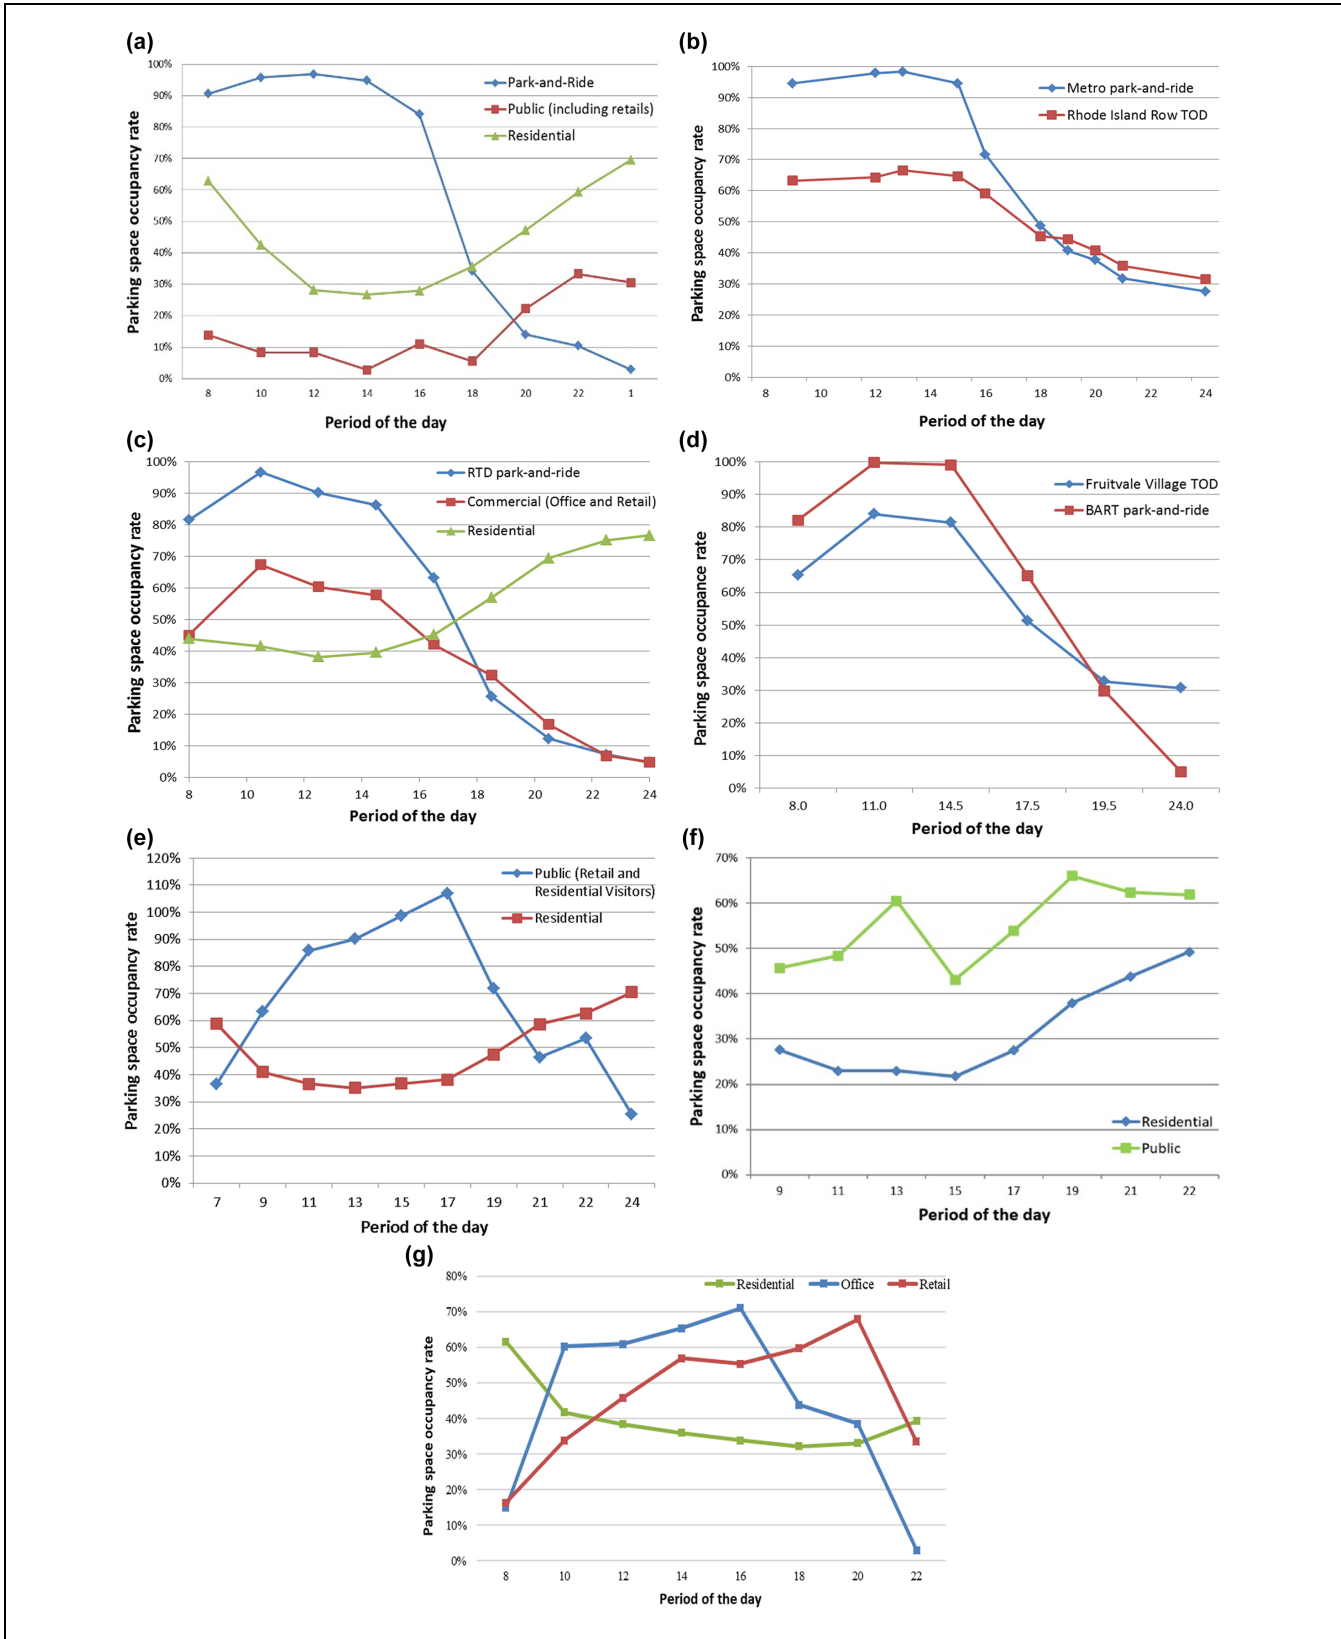 (a)
100%
90%
80%
70%
60%
50%
40%
30%
20%
10%
0%
Parking space occupancy rate
Park-and-Ride
Public (including retails)
Residential
8 10 12 14 16 18 20 22 1
Period of the day
(b)
100%
90%
80%
70%
60%
50%
40%
30%
20%
10%
0%
Parking space occupancy rate
Metro park-and-ride
Rhode Island Row TOD
8 10 12 14 16 18 20 22 24
Period of the day
(c)
100%
90%
80%
70%
60%
50%
40%
30%
20%
10%
0%
Parking space occupancy rate
RTD park-and-ride
Commercial (Office and Retail)
Residential
8 10 12 14 16 18 20 22 24
Period of the day
(d)
100%
90%
80%
70%
60%
50%
40%
30%
20%
10%
0%
Parking space occupance rate
Fruitvale Village TOD
BART park-and-ride
8.0 11.0 14.5 17.5 19.5 24.0
Period of the day
(e)
120%
110%
100%
90%
80%
70%
60%
50%
40%
30%
20%
10%
0%
Parking space occupancy rate
Public (Retail and
Residential Visitors)
Residential
7 9 11 13 15 17 19 21 22 24
Period of the day
(f)
70%
60%
50%
40%
30%
20%
10%
0%
Parking space occupancy rate
Residential
Public
9 11 13 15 17 19 21 22
Period of the day
(g)
80%
70%
60%
50%
40%
30%
20%
10%
0%
Parking space occupancy rate
Residential Office Retail
8 10 12 14 16 18 20 22
Period of the day